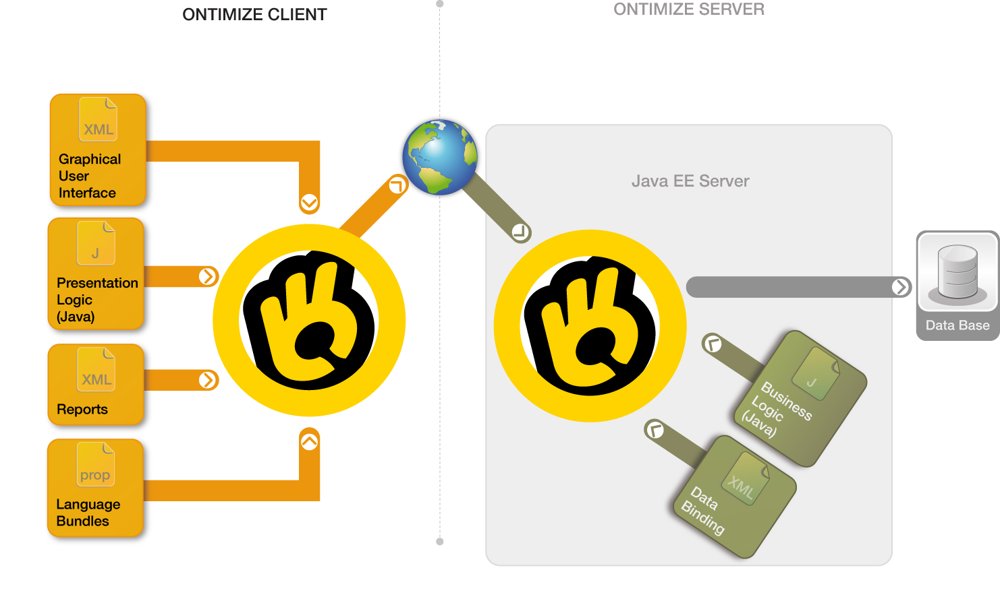 ONTIMIZE CLIENT
ONTIMIZE SERVER
XML
Graphical
User
Interface
J
Presentation
Logic
(Java)
XML
Reports
prop
Language
Bundles
Java EE Server
Data Base
J
Business
Logic
(Java)
XML
Data
Binding